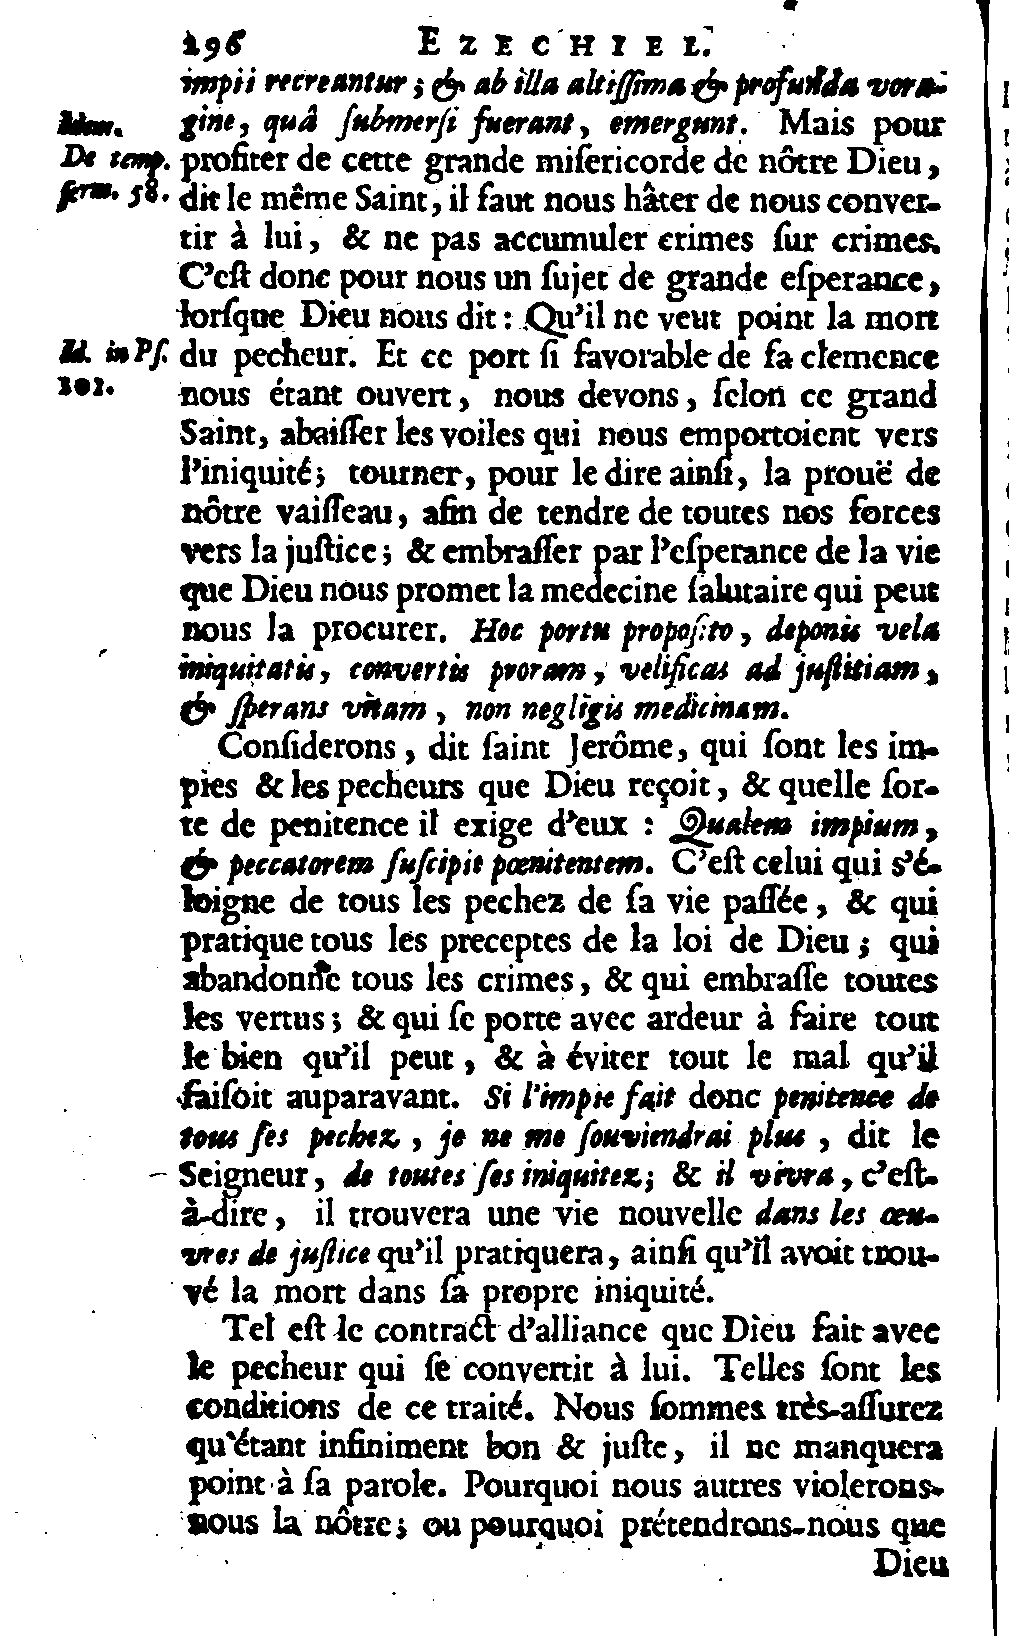 196 EZECHIEL.
impii recreantur ; & ab illa altiſſima & profunda vora-
gine, quâ ſubmerſi fuerant, emergunt. Mais pour
Idem.
profiter de cette grande miſericorde de nôtre Dieu,
De temp.
dit le même Saint, il faut nous hâter de nous conver-
ſerm. 58.
tir à lui, & ne pas accumuler crimes ſur crimes.
C'eſt donc pour nous un ſujet de grande eſperance,
lorſque Dieu nous dit : Qu'il ne veut point la mort
du pecheur. Et ce port ſi favorable de ſa clemence
Id. in Pſ.
101.
nous étant ouvert, nous devons, ſelon ce grand
Saint, abaiſſer les voiles qui nous emportoient vers
l'iniquité; tourner, pour le dire ainſi, la prouë de
nôtre vaiſſeau, afin de tendre de toutes nos forces
vers la juſtice; & embraſſer par l'eſperance de la vie
que Dieu nous promet la medecine ſalutaire qui peut
nous la procurer. Hoc portu propoſito, deponis vela
iniquitatis, convertis proram, velificas ad juſtitiam,
& ſperans vitam, non negligis medicinam.
Conſiderons, dit ſaint Jerôme, qui ſont les im-
pies & les pecheurs que Dieu reçoit, & quelle ſor-
te de penitence il exige d'eux : Qualem impium,
& peccatorem ſuſcipit pœnitentem. C'eſt celui qui s'é-
loigne de tous les pechez de ſa vie paſſée, & qui
pratique tous les preceptes de la loi de Dieu; qui
abandonne tous les crimes, & qui embraſſe toutes
les vertus; & qui ſe porte avec ardeur à faire tout
le bien qu'il peut, & à éviter tout le mal qu'il
faiſoit auparavant. Si l'impie fait donc penitence de
tous ſes pechez, je ne me ſouviendrai plus, dit le
Seigneur, de toutes ſes iniquitez; & il vivra, c'eſt-
à-dire, il trouvera une vie nouvelle dans les œu-
vres de juſtice qu'il pratiquera, ainſi qu'il avoit trou-
vé la mort dans ſa propre iniquité.
Tel eſt le contract d'alliance que Dieu fait avec
le pecheur qui ſe convertit à lui. Telles ſont les
conditions de ce traité. Nous ſommes très-aſſurez
qu'étant infiniment bon & juſte, il ne manquera
point à ſa parole. Pourquoi nous autres violerons-
nous la nôtre; ou pourquoi prétendrons-nous que
Dieu